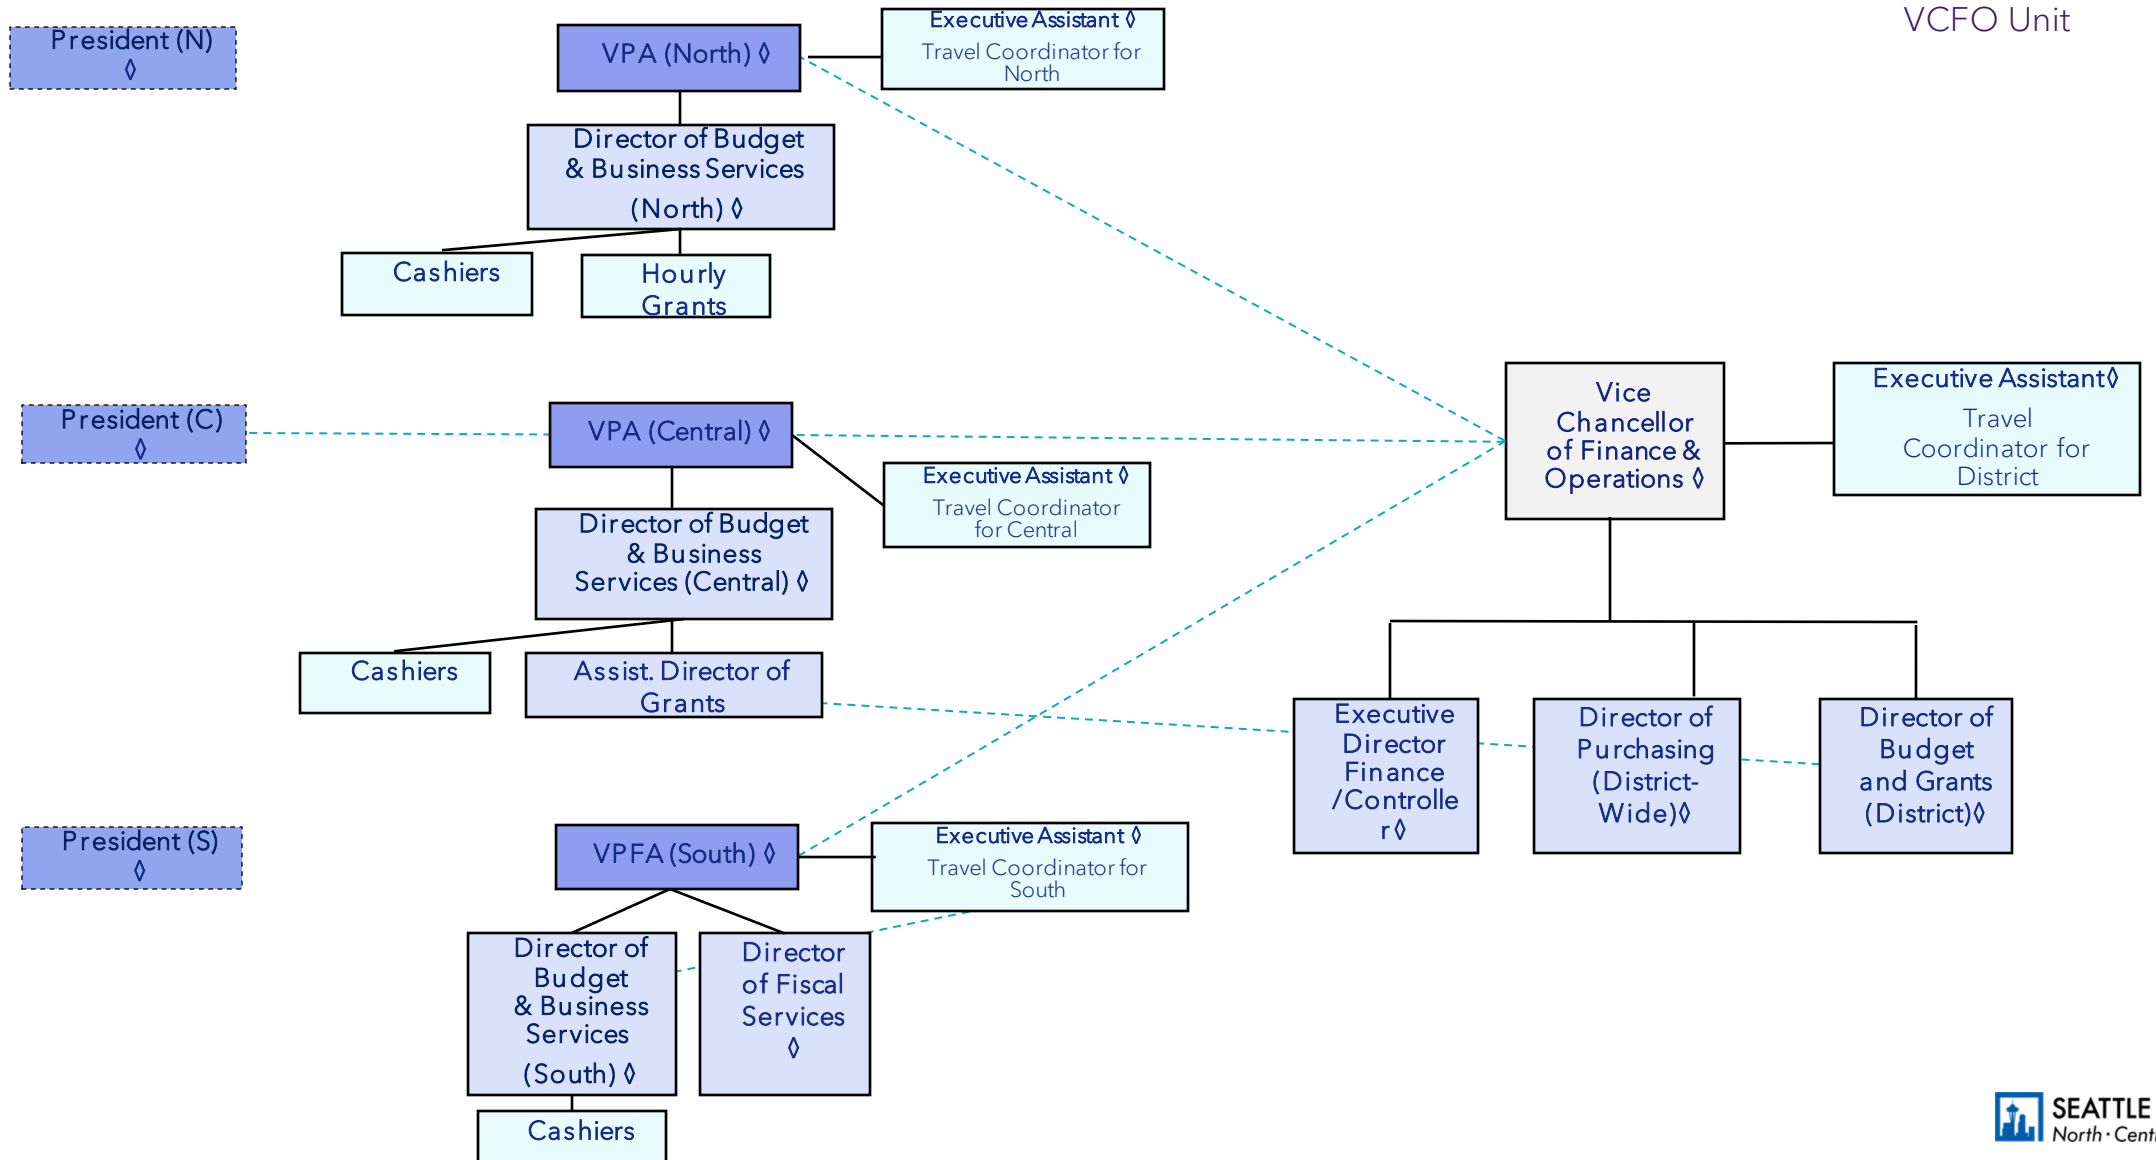 VCFO Unit
President (N)
◊
VPA (North) ◊
Executive Assistant ◊
Travel Coordinator for
North
Director of Budget
& Business Services
(North) ◊
Cashiers
Hourly
Grants
President (C)
◊
VPA (Central) ◊
Executive Assistant ◊
Travel Coordinator
for Central
Director of Budget
& Business
Services (Central) ◊
Cashiers
Assist. Director of
Grants
Vice
Chancellor
of Finance &
Operations ◊
Executive Assistant◊
Travel
Coordinator for
District
Executive
Director
Finance
/Controlle
r◊
Director of
Purchasing
(District-
Wide)◊
Director of
Budget
and Grants
(District)◊
President (S)
◊
VPFA (South) ◊
Executive Assistant ◊
Travel Coordinator for
South
Director of
Budget
& Business
Services
(South) ◊
Director
of Fiscal
Services
◊
Cashiers
SEATTLE
North · Cent